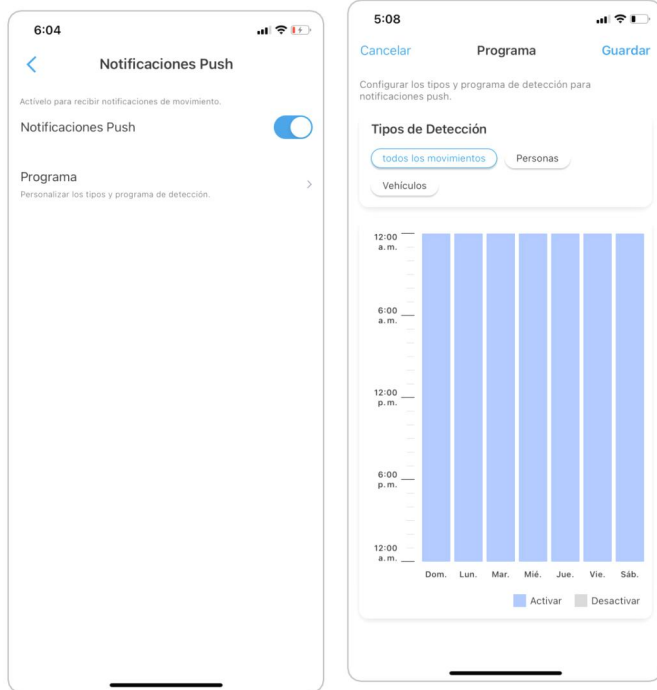 6:04
Notificaciones Push
Actívelo para recibir notificaciones de movimiento.
Notificaciones Push
Programa
Personalizar los tipos y programa de detección.
5:08
Cancelar
Programa
Guardar
Configurar los tipos y programa de detección para
notificaciones push.
Tipos de Detección
todos los movimientos
Personas
Vehículos
12:00
a.m.
6:00
a.m.
12:00
p.m.
6:00
p.m.
12:00
a.m.
Dom. Lun. Mar. Mié. Jue. Vie. Sáb.
Activar Desactivar